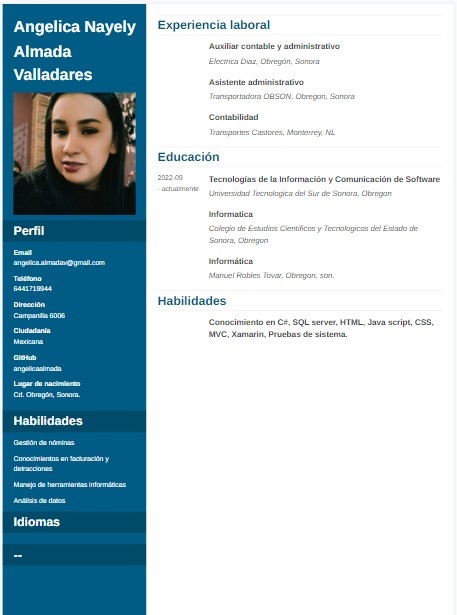 Angelica Nayely
Almada
Valladares
Perfil
Email
angelica.almadav@gmail.com
Teléfono
6441719944
Dirección
Campanilla 6006
Ciudadanía
Mexicana
GitHub
angelicaalmada
Lugar de nacimiento
Cd. Obregón, Sonora.
Habilidades
Gestión de nóminas
Conocimientos en facturación y
detracciones
Manejo de herramientas informáticas
Análisis de datos
Idiomas
--
Experiencia laboral
Auxiliar contable y administrativo
Electrica Diaz, Obregón, Sonora
Asistente administrativo
Transportadora OBSON, Obregon, Sonora
Contabilidad
Transportes Castores, Monterrey, NL
Educación
2022-09
- actualmente
Tecnologías de la Información y Comunicación de Software
Universidad Tecnologica del Sur de Sonora, Obregon
Informatica
Colegio de Estudios Cientificos y Tecnologicos del Estado de
Sonora, Obregon
Informática
Manuel Robles Tovar, Obregon, son.
Habilidades
Conocimiento en C#, SQL server, HTML, Java script, CSS,
MVC, Xamarin, Pruebas de sistema.